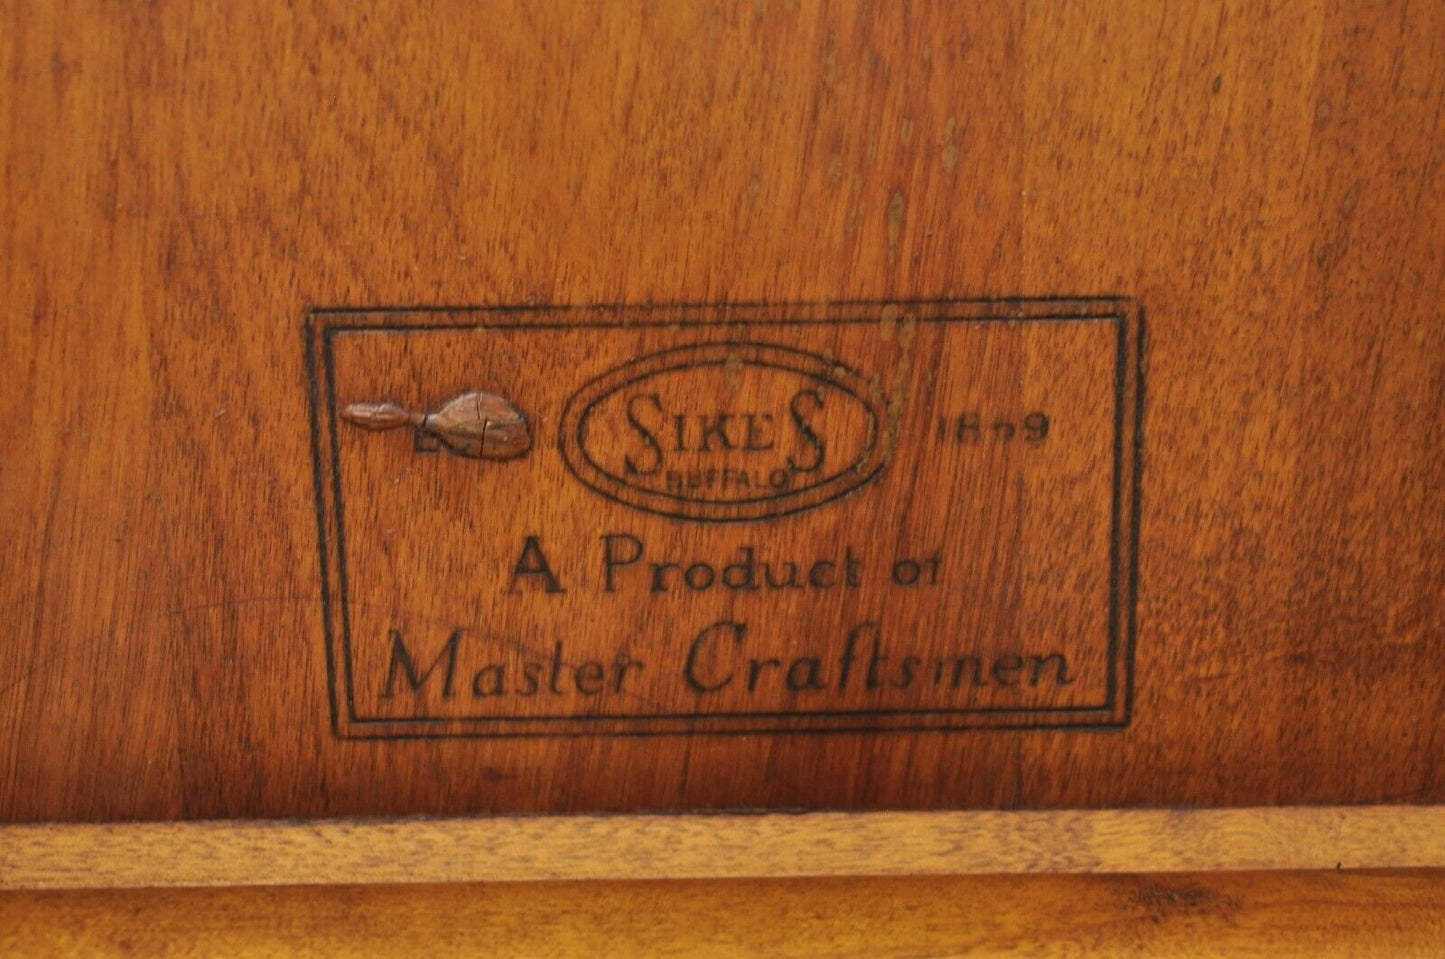 SIKES 1859
BUFFALO
A Product of
Master Craftsmen